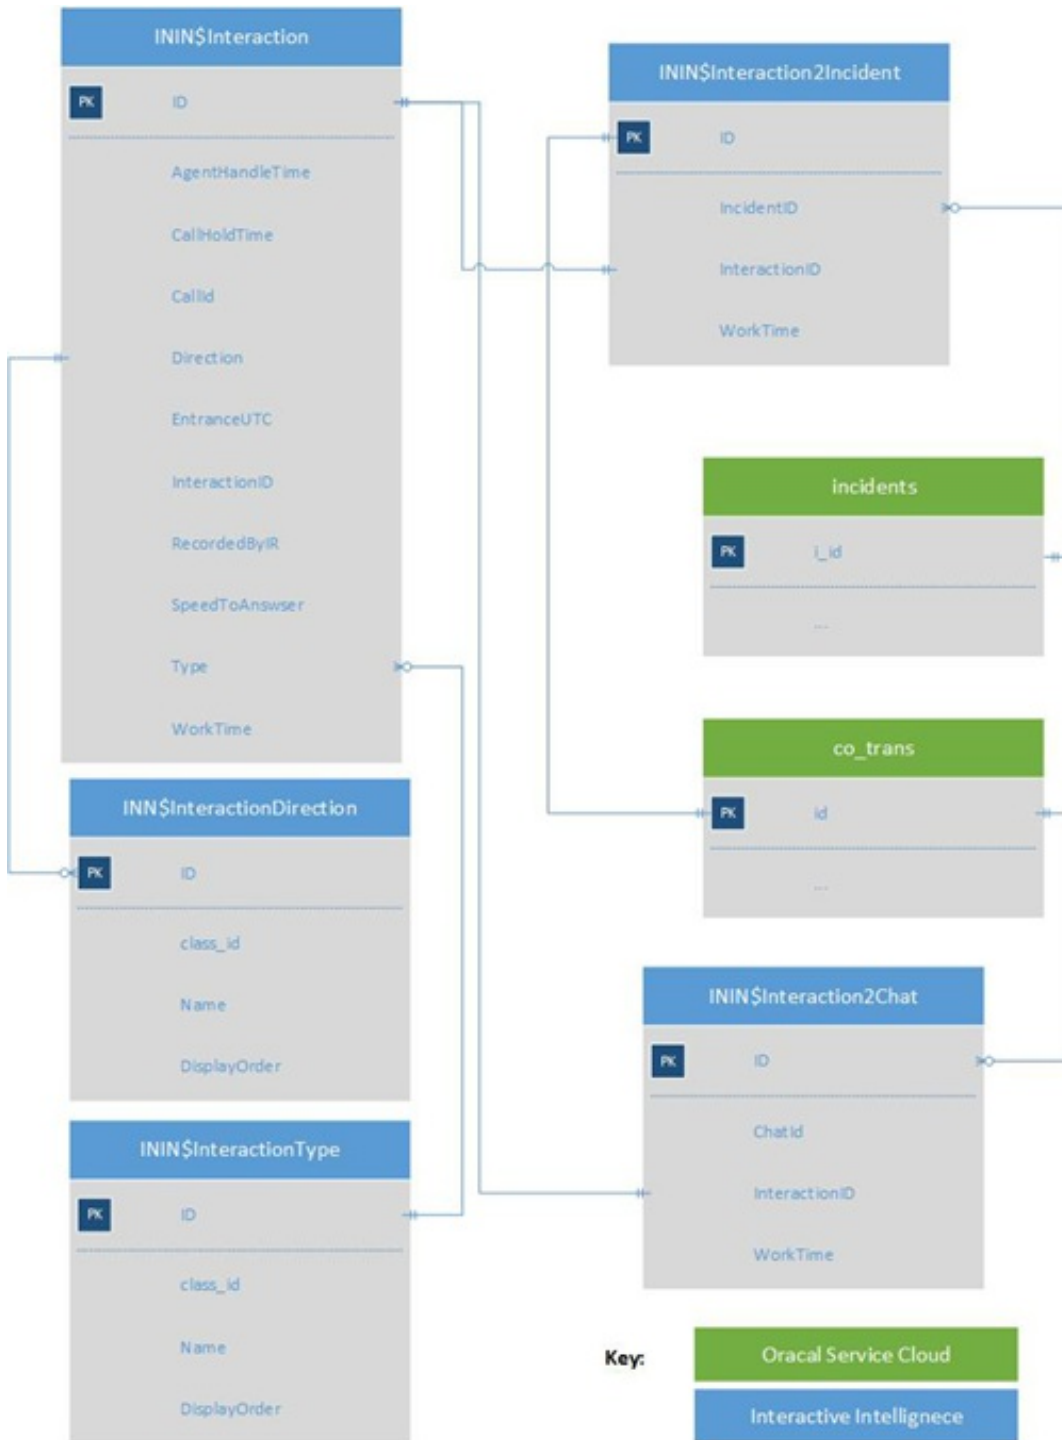 ININ$Interaction
PK ID
AgentHandleTime
CallHoldTime
CallId
Direction
EntranceUTC
InteractionID
RecordedByIR
SpeedToAnswser
Type
WorkTime
INN$InteractionDirection
PK ID
class_id
Name
DisplayOrder
ININ$InteractionType
PK ID
class_id
Name
DisplayOrder
ININ$Interaction2Incident
PK ID
IncidentID
InteractionID
WorkTime
incidents
PK i_id
...
co_trans
PK id
...
ININ$Interaction2Chat
PK ID
ChatId
InteractionID
WorkTime
Key:
Oracal Service Cloud
Interactive Intellignece